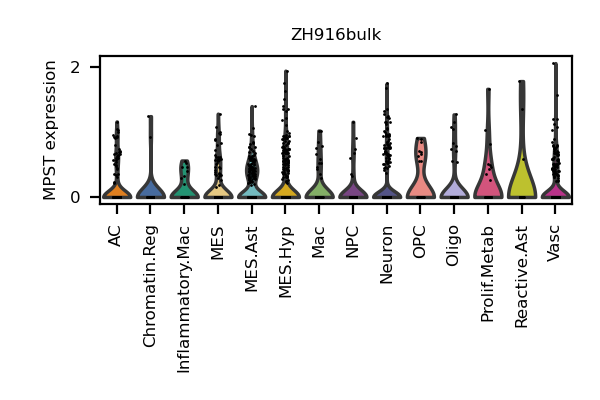 ZH916bulk
MPST expression
2
0
AC
Chromatin.Reg
Inflammatory.Mac
MES
MES.Ast
MES.Hyp
Mac
NPC
Neuron
OPC
Oligo
Prolif.Metab
Reactive.Ast
Vasc